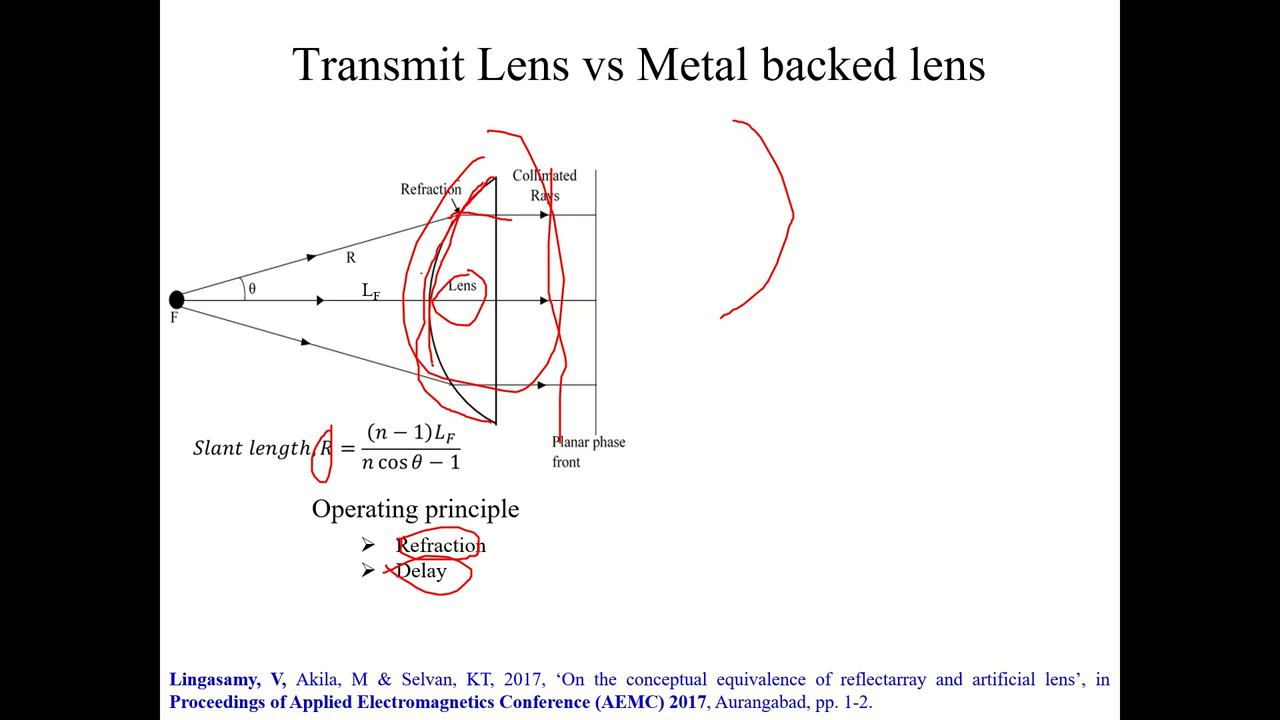 Transmit Lens vs Metal backed lens
Collimated
Rays
Refraction
R
θ
L_F
Lens
F
Slant length, R = (n − 1)L_F / (n cos θ − 1)
Planar phase
front
Operating principle
➢ Refraction
➢ Delay
Lingasamy, V, Akila, M & Selvan, KT, 2017, ‘On the conceptual equivalence of reflectarray and artificial lens’, in
Proceedings of Applied Electromagnetics Conference (AEMC) 2017, Aurangabad, pp. 1-2.